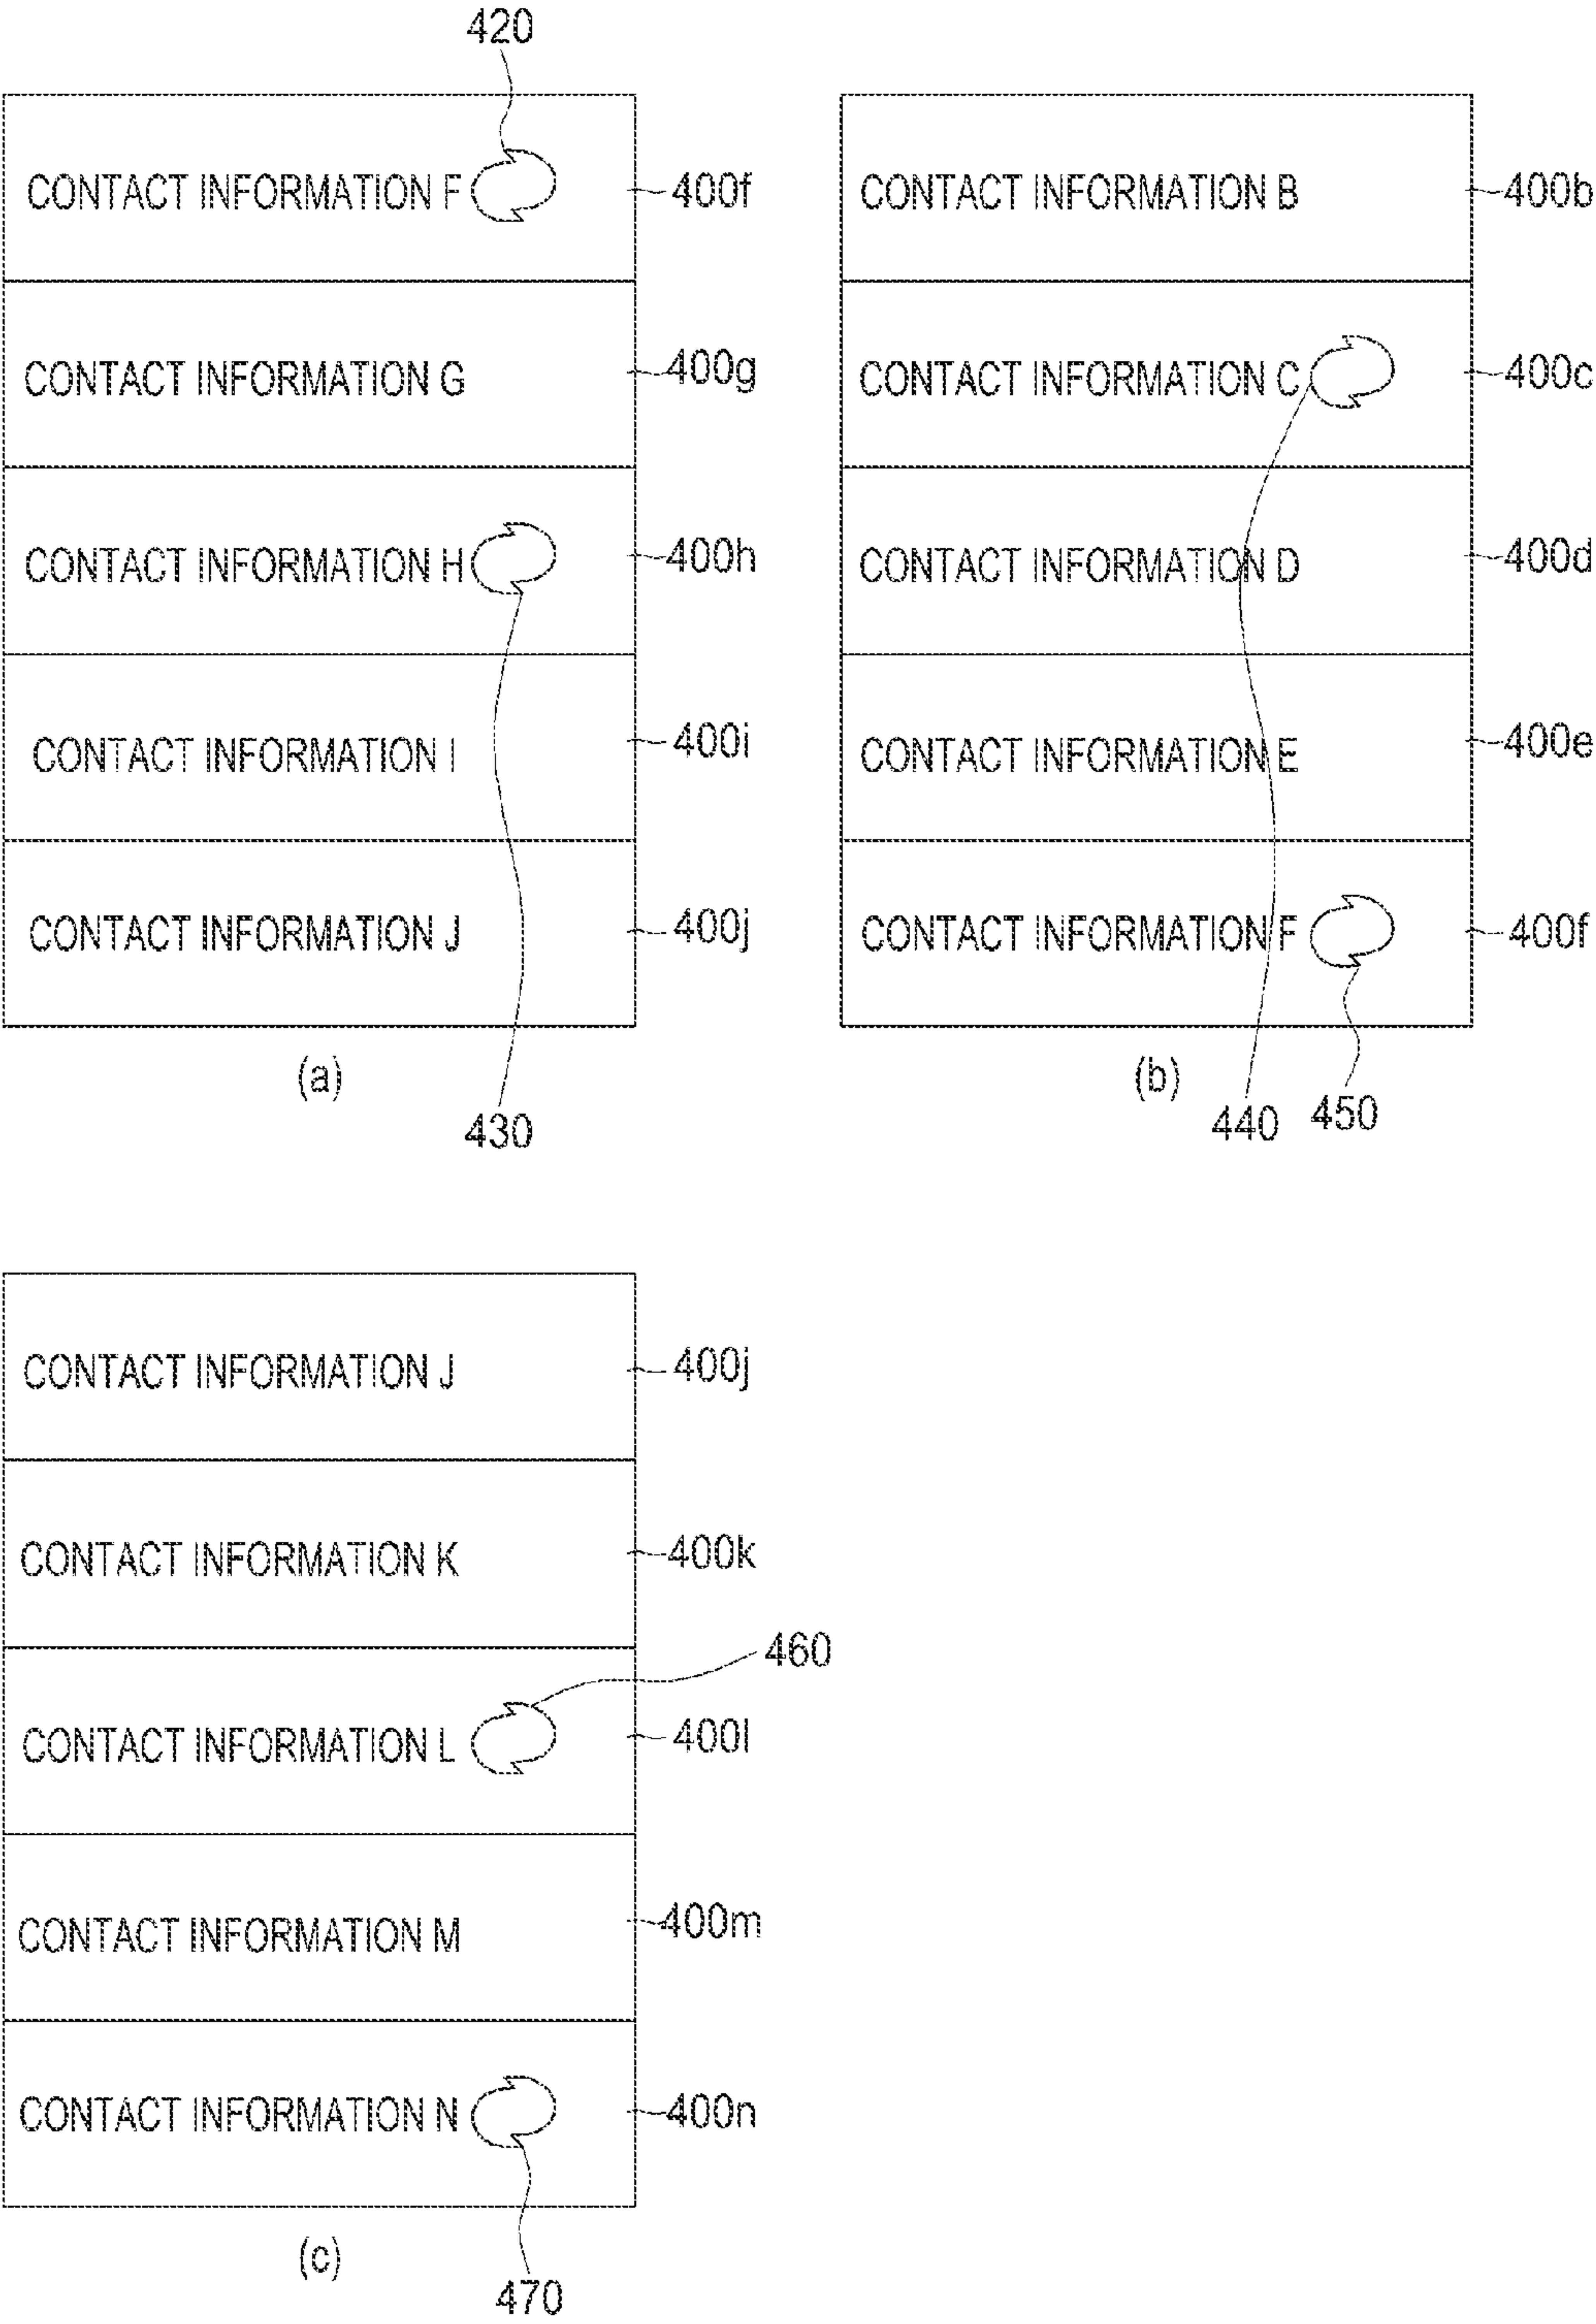 420
CONTACT INFORMATION F
400f
CONTACT INFORMATION G
400g
CONTACT INFORMATION H
400h
CONTACT INFORMATION I
400i
CONTACT INFORMATION J
400j
(a)
430
CONTACT INFORMATION B
400b
CONTACT INFORMATION C
400c
CONTACT INFORMATION D
400d
CONTACT INFORMATION E
400e
CONTACT INFORMATION F
400f
(b)
440
450
CONTACT INFORMATION J
400j
CONTACT INFORMATION K
400k
460
CONTACT INFORMATION L
400l
CONTACT INFORMATION M
400m
CONTACT INFORMATION N
400n
(c)
470